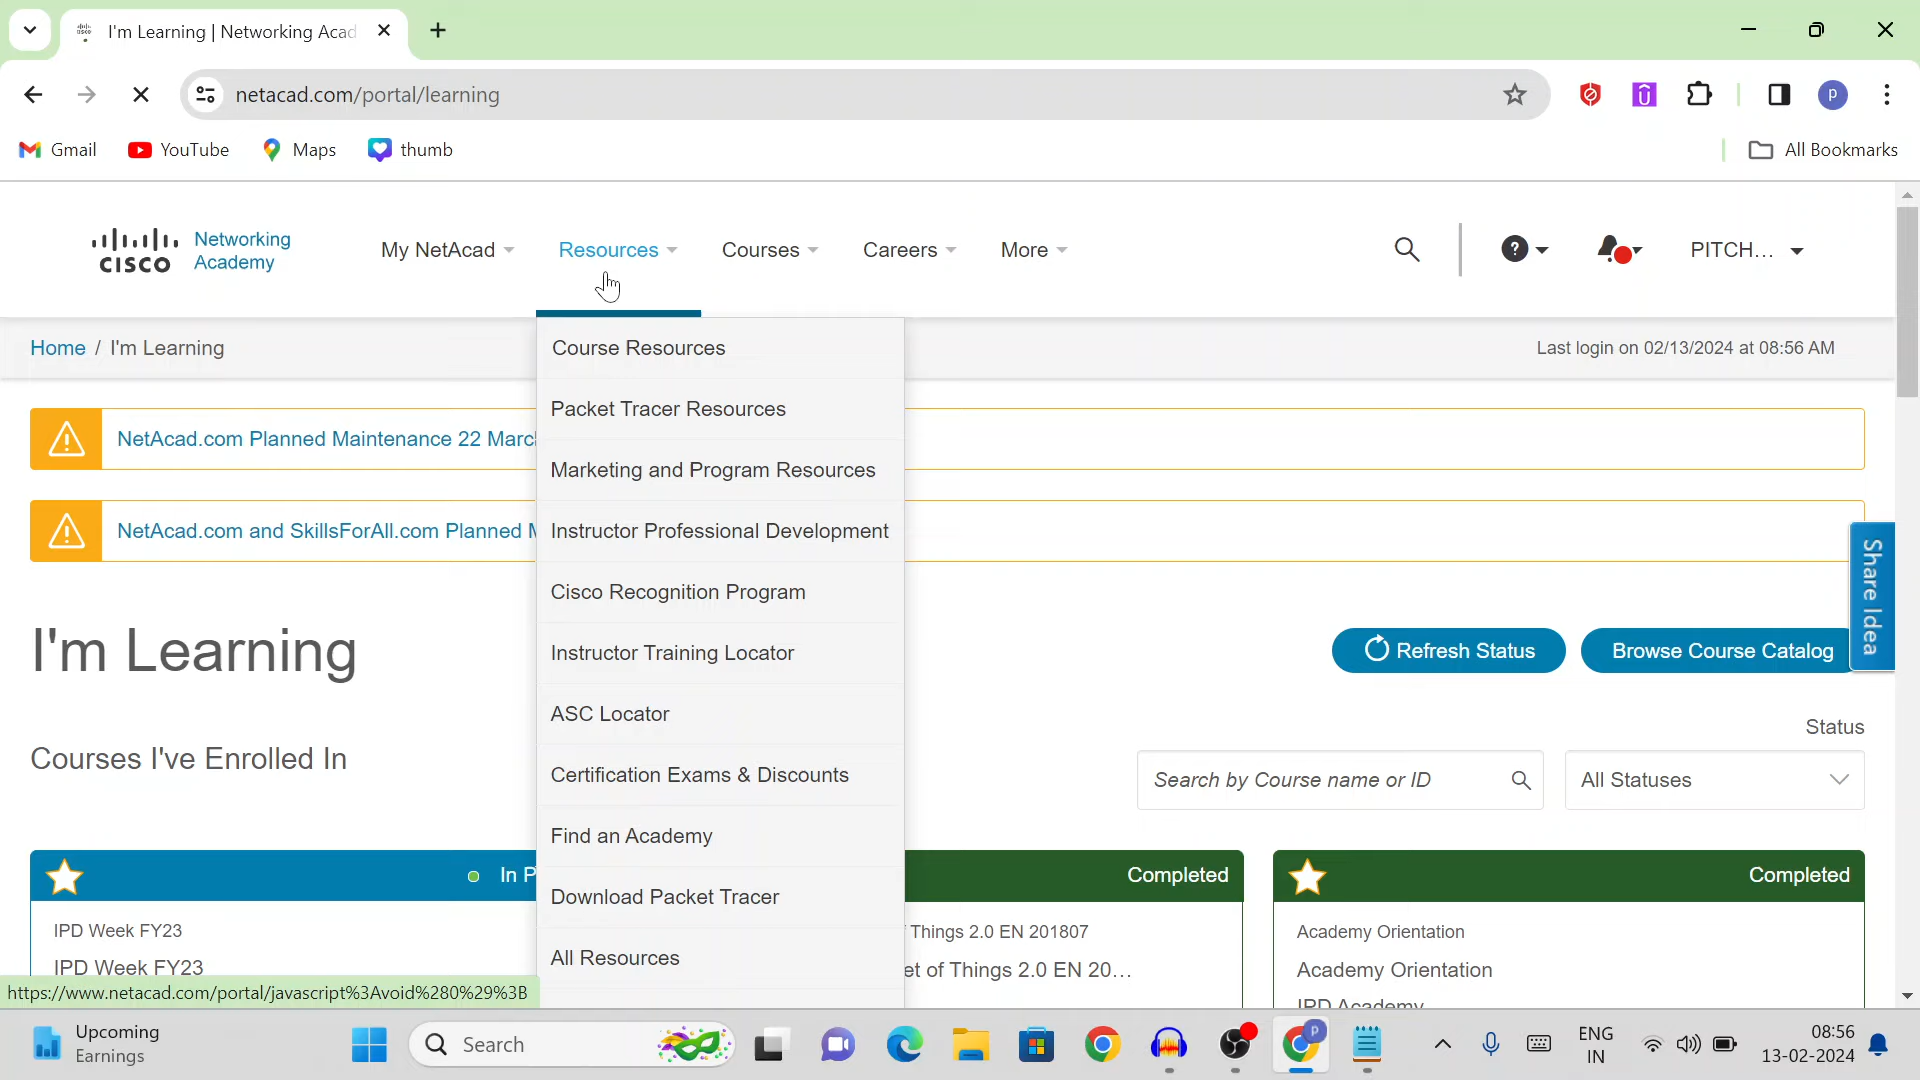 I'm Learning | Networking Acad
netacad.com/portal/learning
P
Gmail
YouTube
Maps
thumb
All Bookmarks
CISCO
Networking
Academy
My NetAcad
Resources
Courses
Careers
More
PITCH...
Home / I'm Learning
Last login on 02/13/2024 at 08:56 AM
NetAcad.com Planned Maintenance 22 Marc
NetAcad.com and SkillsForAll.com Planned
Course Resources
Packet Tracer Resources
Marketing and Program Resources
Instructor Professional Development
Cisco Recognition Program
Instructor Training Locator
ASC Locator
Certification Exams & Discounts
Find an Academy
Download Packet Tracer
All Resources
Share Idea
I'm Learning
Refresh Status
Browse Course Catalog
Status
Courses I've Enrolled In
Search by Course name or ID
All Statuses
In P
Completed
Completed
IPD Week FY23
IPD Week FY23
Things 2.0 EN 201807
et of Things 2.0 EN 20...
Academy Orientation
Academy Orientation
IPD Academy
https://www.netacad.com/portal/javascript%3Avoid%280%29%3B
Upcoming
Earnings
Search
ENG
IN
08:56
13-02-2024